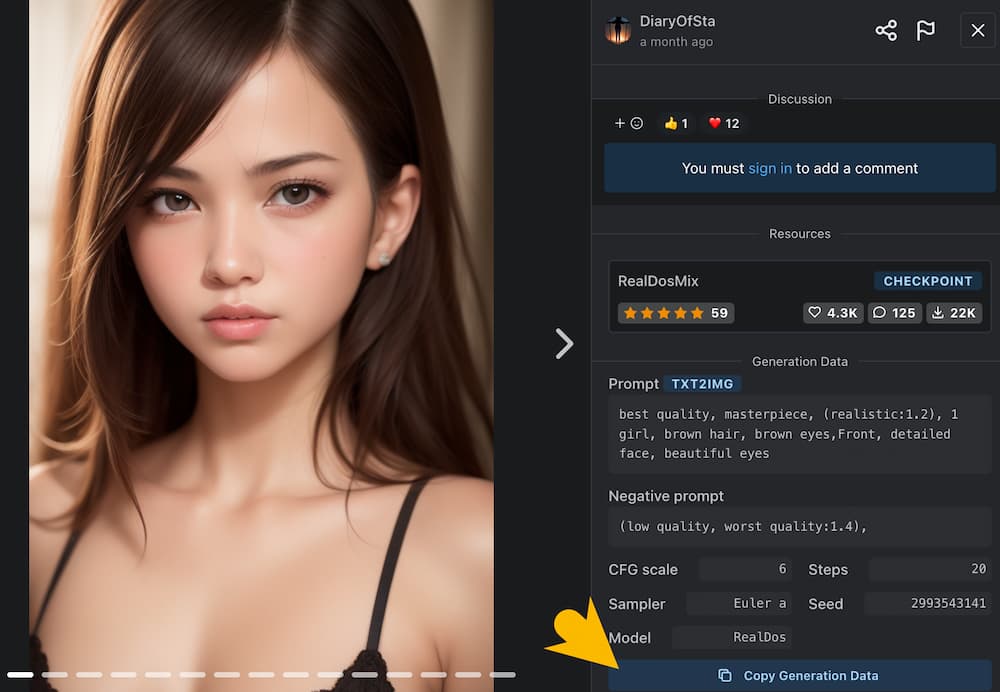 DiaryOfSta
a month ago
Discussion
👍 1 ❤️ 12
You must sign in to add a comment
Resources
RealDosMix CHECKPOINT
59 4.3K 125 22K
Generation Data
Prompt TXT2IMG
best quality, masterpiece, (realistic:1.2), 1
girl, brown hair, brown eyes,Front, detailed
face, beautiful eyes
Negative prompt
(low quality, worst quality:1.4),
CFG scale 6 Steps 20
Sampler Euler a Seed 2993543141
Model RealDos
Copy Generation Data